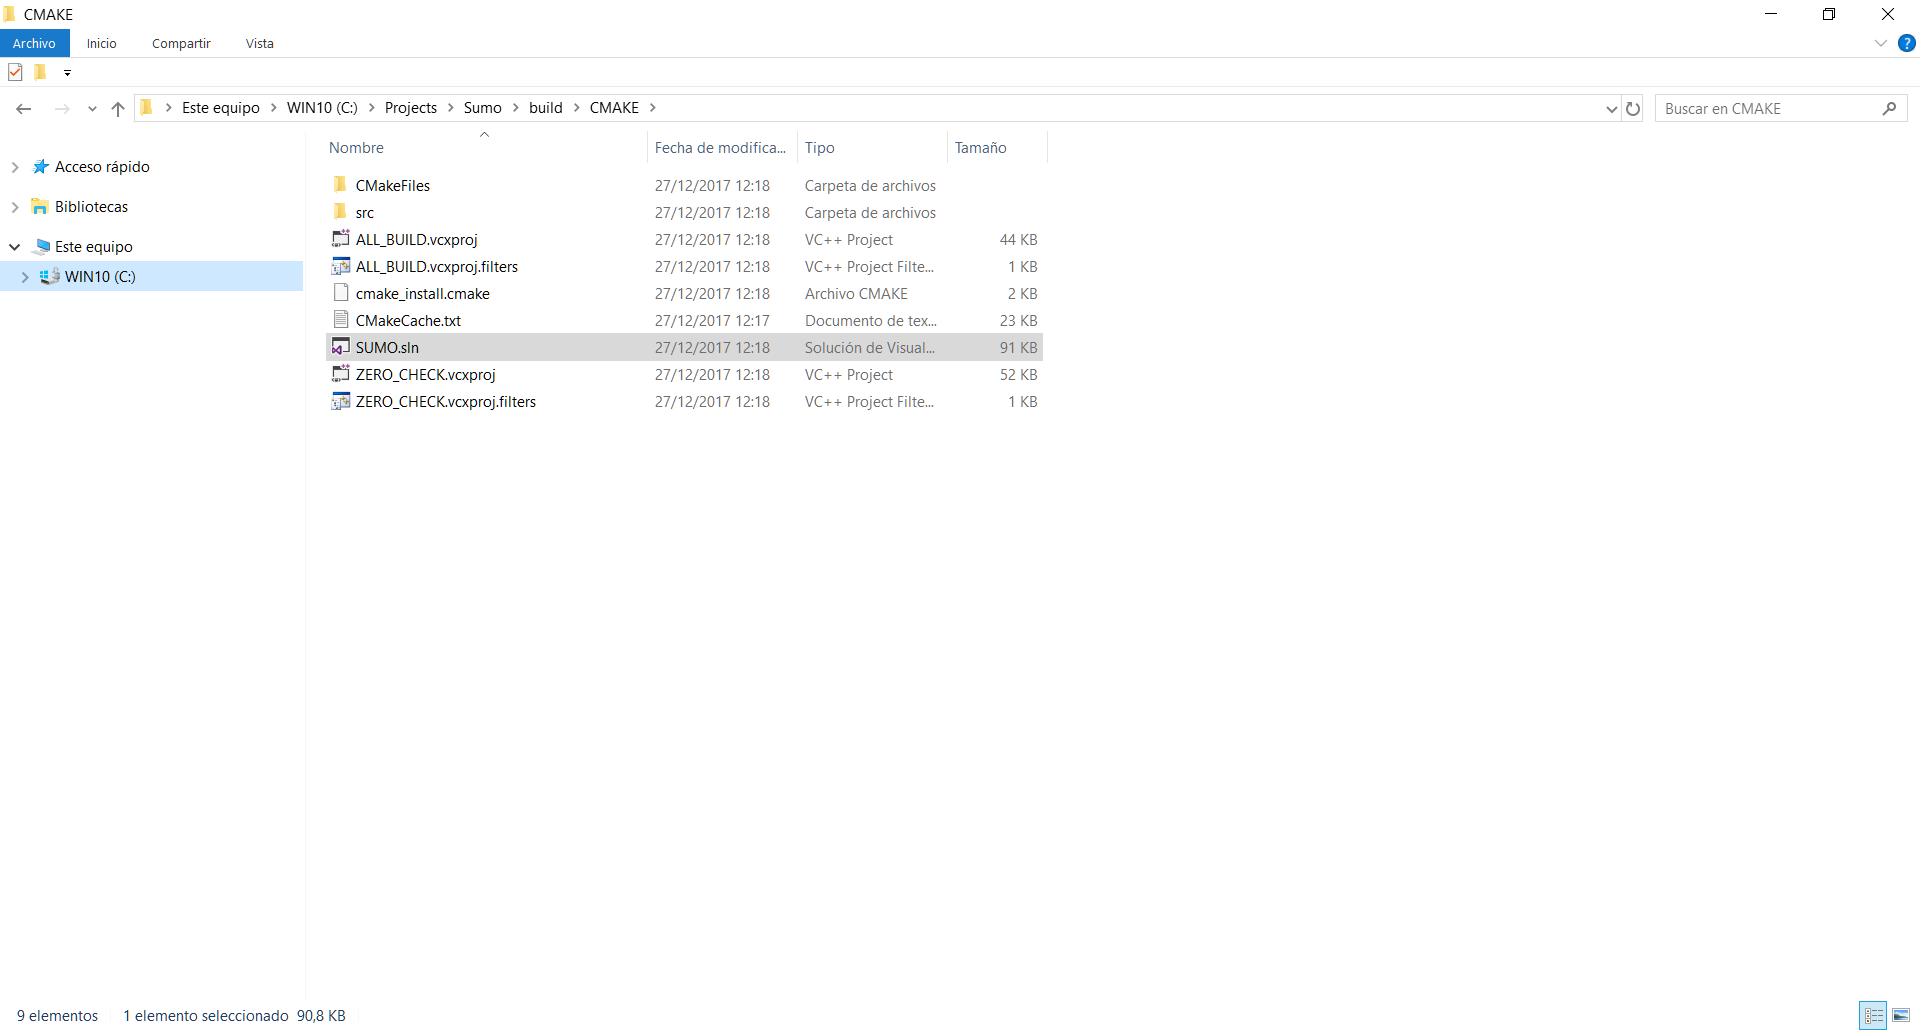 CMAKE
Archivo Inicio Compartir Vista
Este equipo WIN10 (C:) Projects Sumo build CMAKE
Buscar en CMAKE
Acceso rápido
Bibliotecas
Este equipo
WIN10 (C:)
Nombre Fecha de modifica... Tipo Tamaño
CMakeFiles 27/12/2017 12:18 Carpeta de archivos
src 27/12/2017 12:18 Carpeta de archivos
ALL_BUILD.vcxproj 27/12/2017 12:18 VC++ Project 44 KB
ALL_BUILD.vcxproj.filters 27/12/2017 12:18 VC++ Project Filte... 1 KB
cmake_install.cmake 27/12/2017 12:18 Archivo CMAKE 2 KB
CMakeCache.txt 27/12/2017 12:17 Documento de tex... 23 KB
SUMO.sln 27/12/2017 12:18 Solución de Visual... 91 KB
ZERO_CHECK.vcxproj 27/12/2017 12:18 VC++ Project 52 KB
ZERO_CHECK.vcxproj.filters 27/12/2017 12:18 VC++ Project Filte... 1 KB
9 elementos 1 elemento seleccionado 90,8 KB